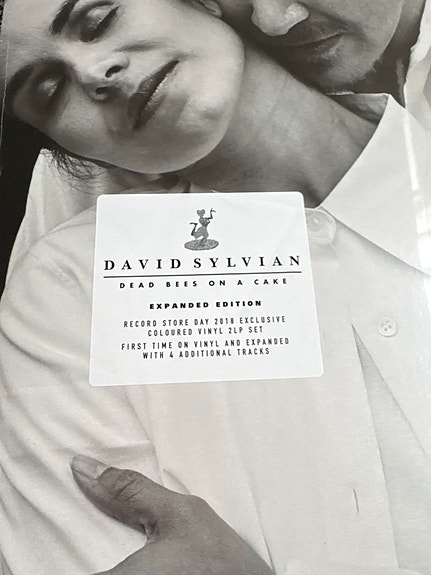 DAVID SYLVIAN
DEAD BEES ON A CAKE
EXPANDED EDITION
RECORD STORE DAY 2018 EXCLUSIVE
COLOURED VINYL 2LP SET
FIRST TIME ON VINYL AND EXPANDED
WITH 4 ADDITIONAL TRACKS